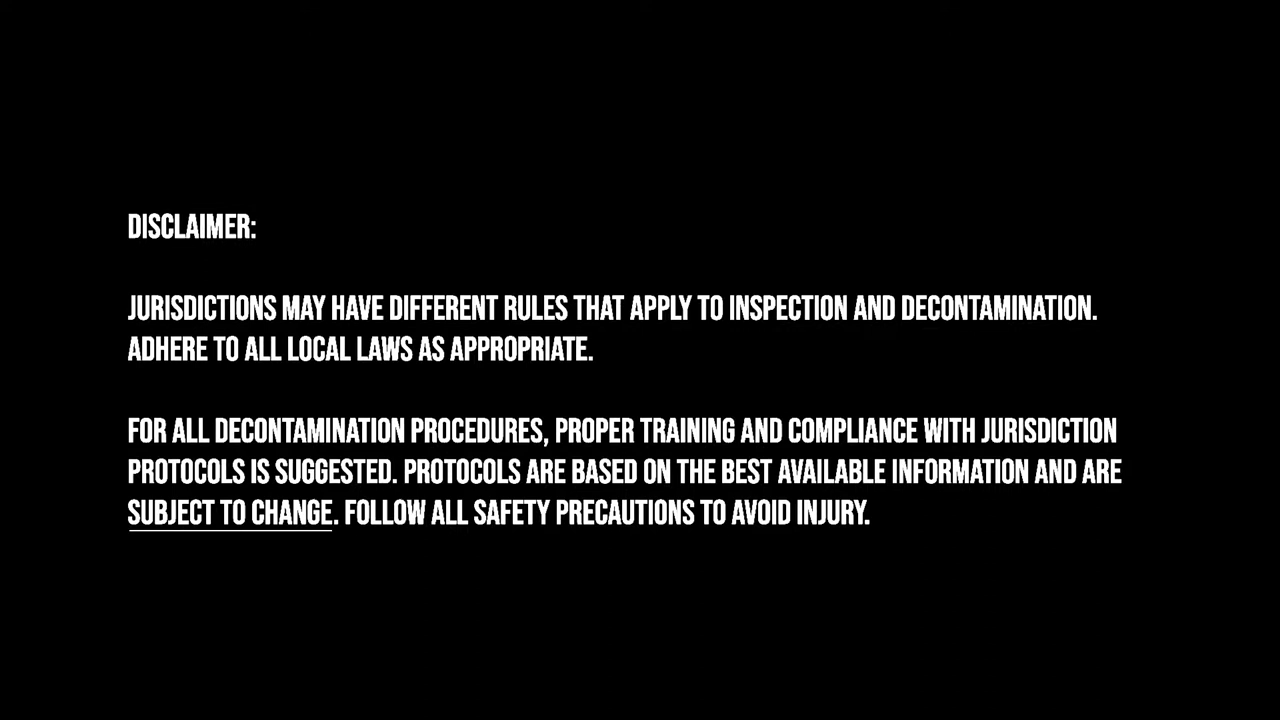 DISCLAIMER:
JURISDICTIONS MAY HAVE DIFFERENT RULES THAT APPLY TO INSPECTION AND DECONTAMINATION.
ADHERE TO ALL LOCAL LAWS AS APPROPRIATE.
FOR ALL DECONTAMINATION PROCEDURES, PROPER TRAINING AND COMPLIANCE WITH JURISDICTION
PROTOCOLS IS SUGGESTED. PROTOCOLS ARE BASED ON THE BEST AVAILABLE INFORMATION AND ARE
SUBJECT TO CHANGE. FOLLOW ALL SAFETY PRECAUTIONS TO AVOID INJURY.